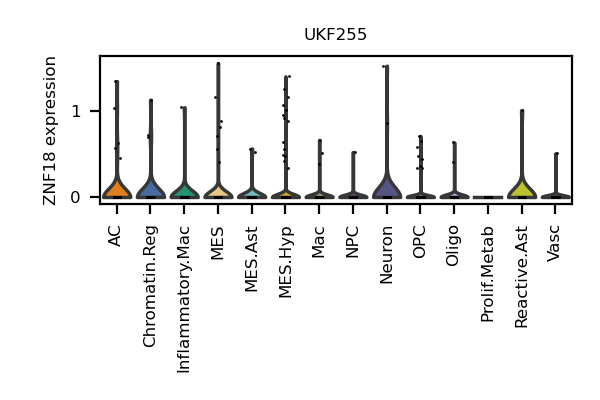 UKF255
ZNF18 expression
1
0
AC
Chromatin.Reg
Inflammatory.Mac
MES
MES.Ast
MES.Hyp
Mac
NPC
Neuron
OPC
Oligo
Prolif.Metab
Reactive.Ast
Vasc